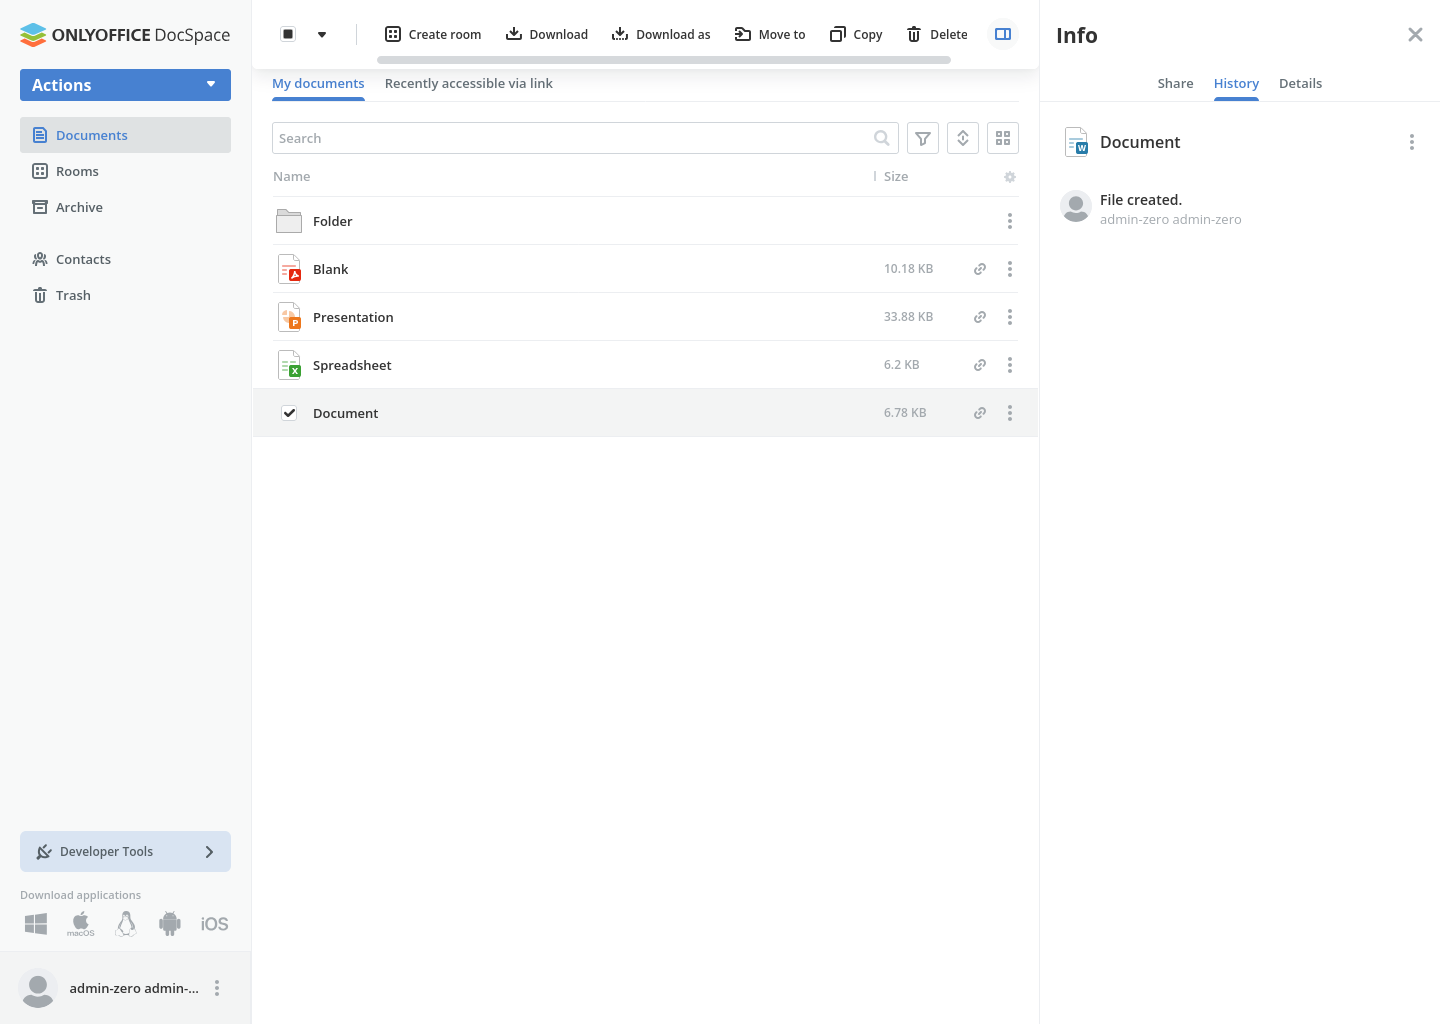 ONLYOFFICE DocSpace
Actions
Documents
Rooms
Archive
Contacts
Trash
Developer Tools
Download applications
macOS
iOS
admin-zero admin-...
Create room
Download
Download as
Move to
Copy
Delete
My documents
Recently accessible via link
Search
Name
Size
Folder
Blank
10.18 KB
P
Presentation
33.88 KB
X
Spreadsheet
6.2 KB
Document
6.78 KB
Info
Share
History
Details
W
Document
File created.
admin-zero admin-zero